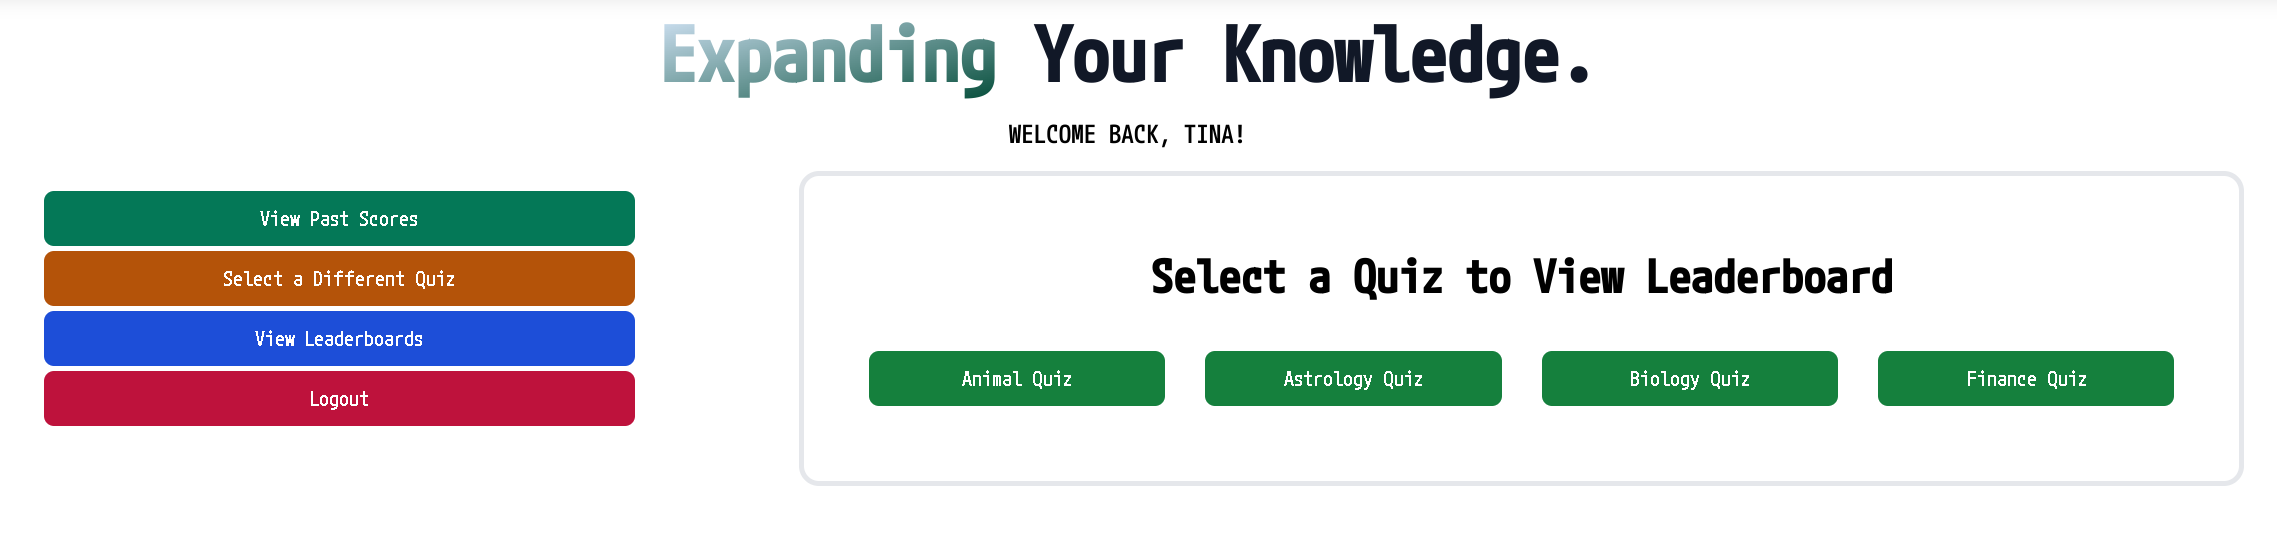 Expanding Your Knowledge.
WELCOME BACK, TINA!
View Past Scores
Select a Different Quiz
View Leaderboards
Logout
Select a Quiz to View Leaderboard
Animal Quiz
Astrology Quiz
Biology Quiz
Finance Quiz